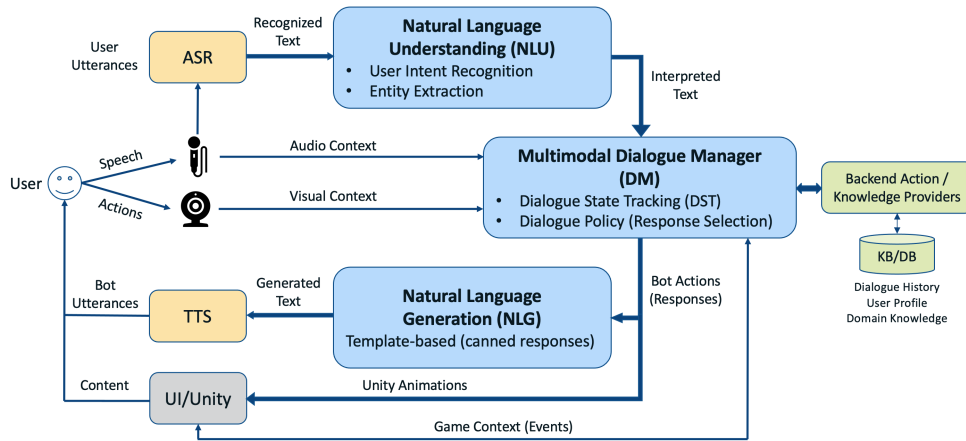 User
Utterances
ASR
Recognized
Text
Natural Language
Understanding (NLU)
• User Intent Recognition
• Entity Extraction
Interpreted
Text
User
Speech
Actions
Audio Context
Visual Context
Multimodal Dialogue Manager
(DM)
• Dialogue State Tracking (DST)
• Dialogue Policy (Response Selection)
Backend Action /
Knowledge Providers
KB/DB
Dialogue History
User Profile
Domain Knowledge
Bot
Utterances
TTS
Generated
Text
Natural Language
Generation (NLG)
Template-based (canned responses)
Bot Actions
(Responses)
Content
UI/Unity
Unity Animations
Game Context (Events)